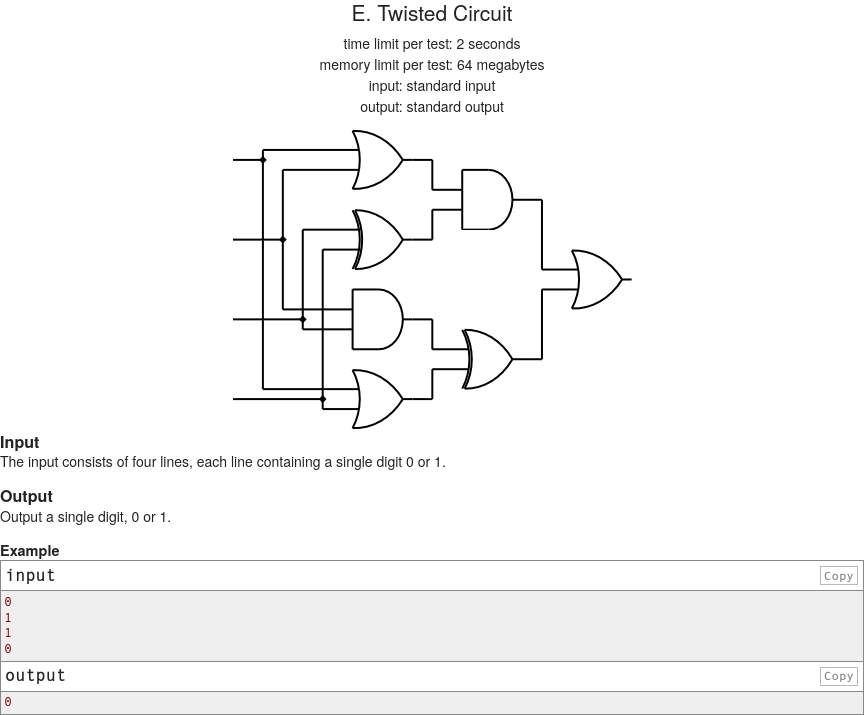 E. Twisted Circuit
time limit per test: 2 seconds
memory limit per test: 64 megabytes
input: standard input
output: standard output
Input
The input consists of four lines, each line containing a single digit 0 or 1.
Output
Output a single digit, 0 or 1.
Example
input Copy
0
1
1
0
output Copy
0